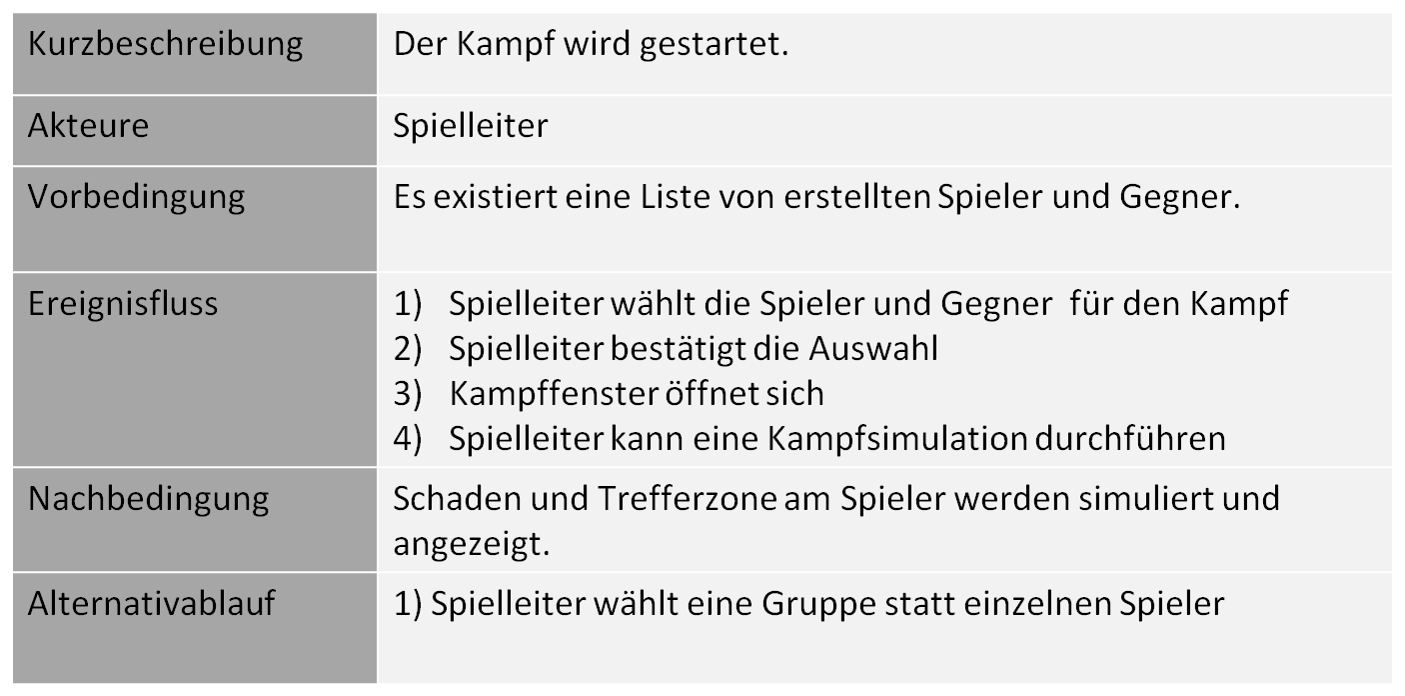 Kurzbeschreibung Der Kampf wird gestartet.
Akteure Spielleiter
Vorbedingung Es existiert eine Liste von erstellten Spieler und Gegner.
Ereignisfluss 1) Spielleiter wählt die Spieler und Gegner für den Kampf
2) Spielleiter bestätigt die Auswahl
3) Kampffenster öffnet sich
4) Spielleiter kann eine Kampfsimulation durchführen
Nachbedingung Schaden und Trefferzone am Spieler werden simuliert und
angezeigt.
Alternativablauf 1) Spielleiter wählt eine Gruppe statt einzelnen Spieler